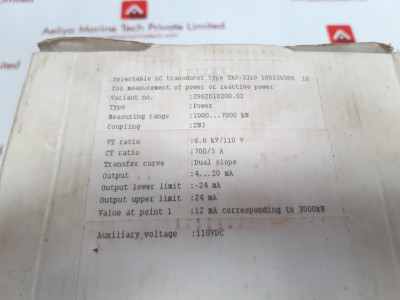 Aeliya Marine Tech Private Limited
Selectable AC transducer type TAS-331D 100136589 10
for measurement of power or reactive power
Variant no. :2962010200.02
Type :Power
Measuring range :1000...7000 kW
Coupling :2W3
VT ratio :6.6 kV/110 V
CT ratio :700/5 A
Transfer curve :Dual slope
Output :4...20 mA
Output lower limit :-24 mA
Output upper limit :24 mA
Value at point 1 :12 mA corresponding to 3000kW
Auxiliary voltage :110VDC